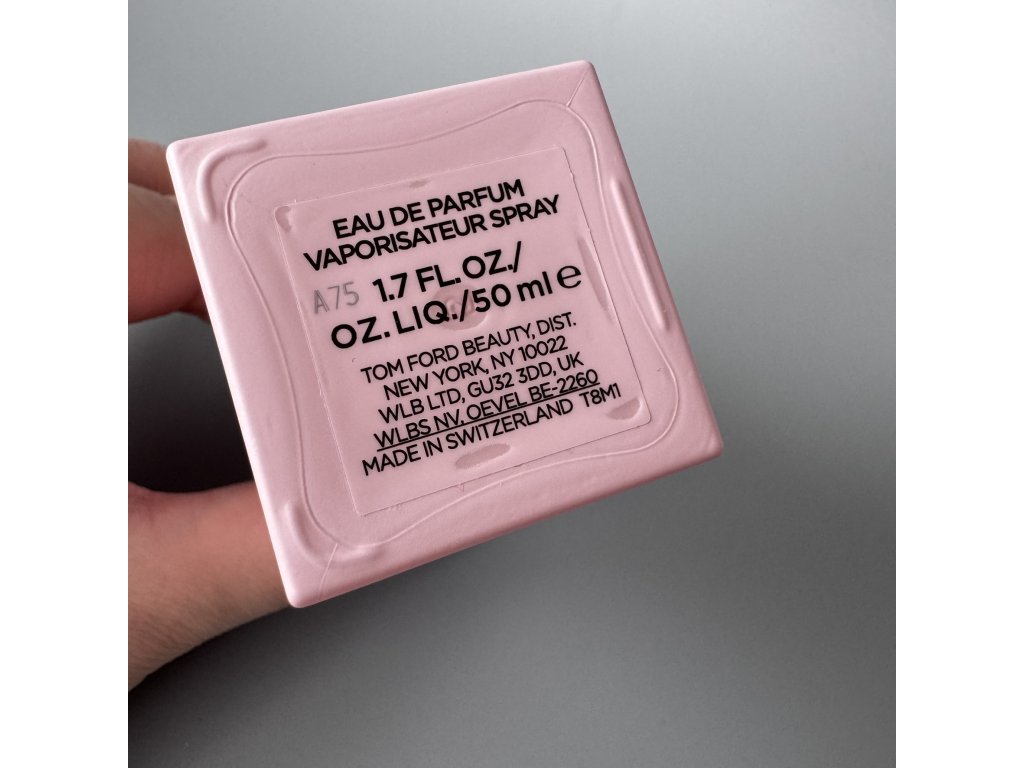 EAU DE PARFUM
VAPORISATEUR SPRAY
A75 1.7 FL.OZ./
OZ. LIQ./50 ml e
TOM FORD BEAUTY, DIST.
NEW YORK, NY 10022
WLB LTD, GU32 3DD, UK
WLBS NV. OEVEL BE-2260
MADE IN SWITZERLAND T8M1